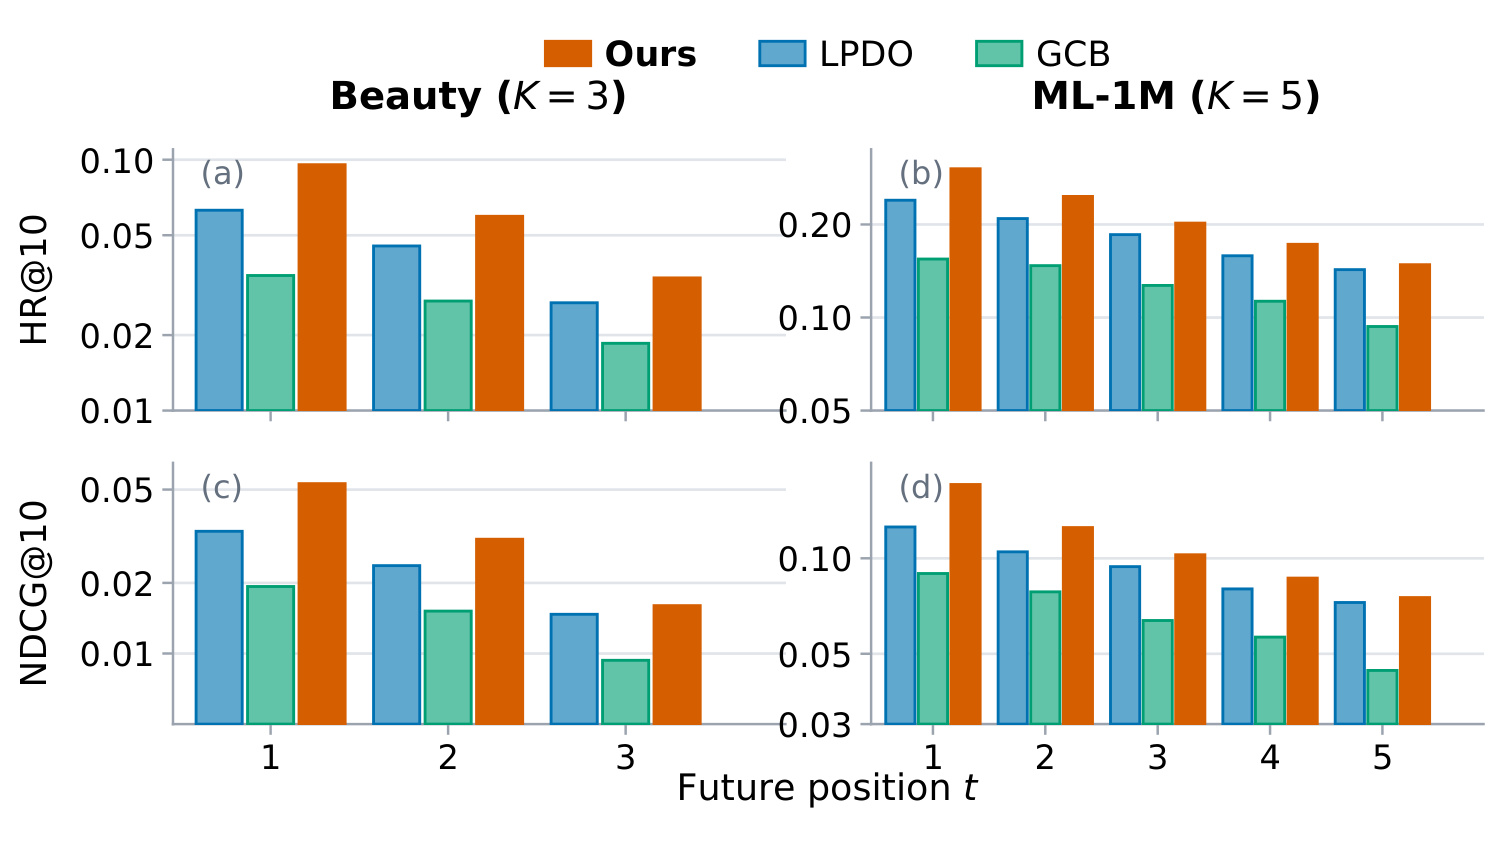 Ours LPDO GCB
Beauty (K = 3)
ML-1M (K = 5)
HR@10
(a)
0.10
0.05
0.02
0.01
(b)
0.20
0.10
0.05
NDCG@10
(c)
0.05
0.02
0.01
1 2 3
(d)
0.10
0.05
0.03
1 2 3 4 5
Future position t